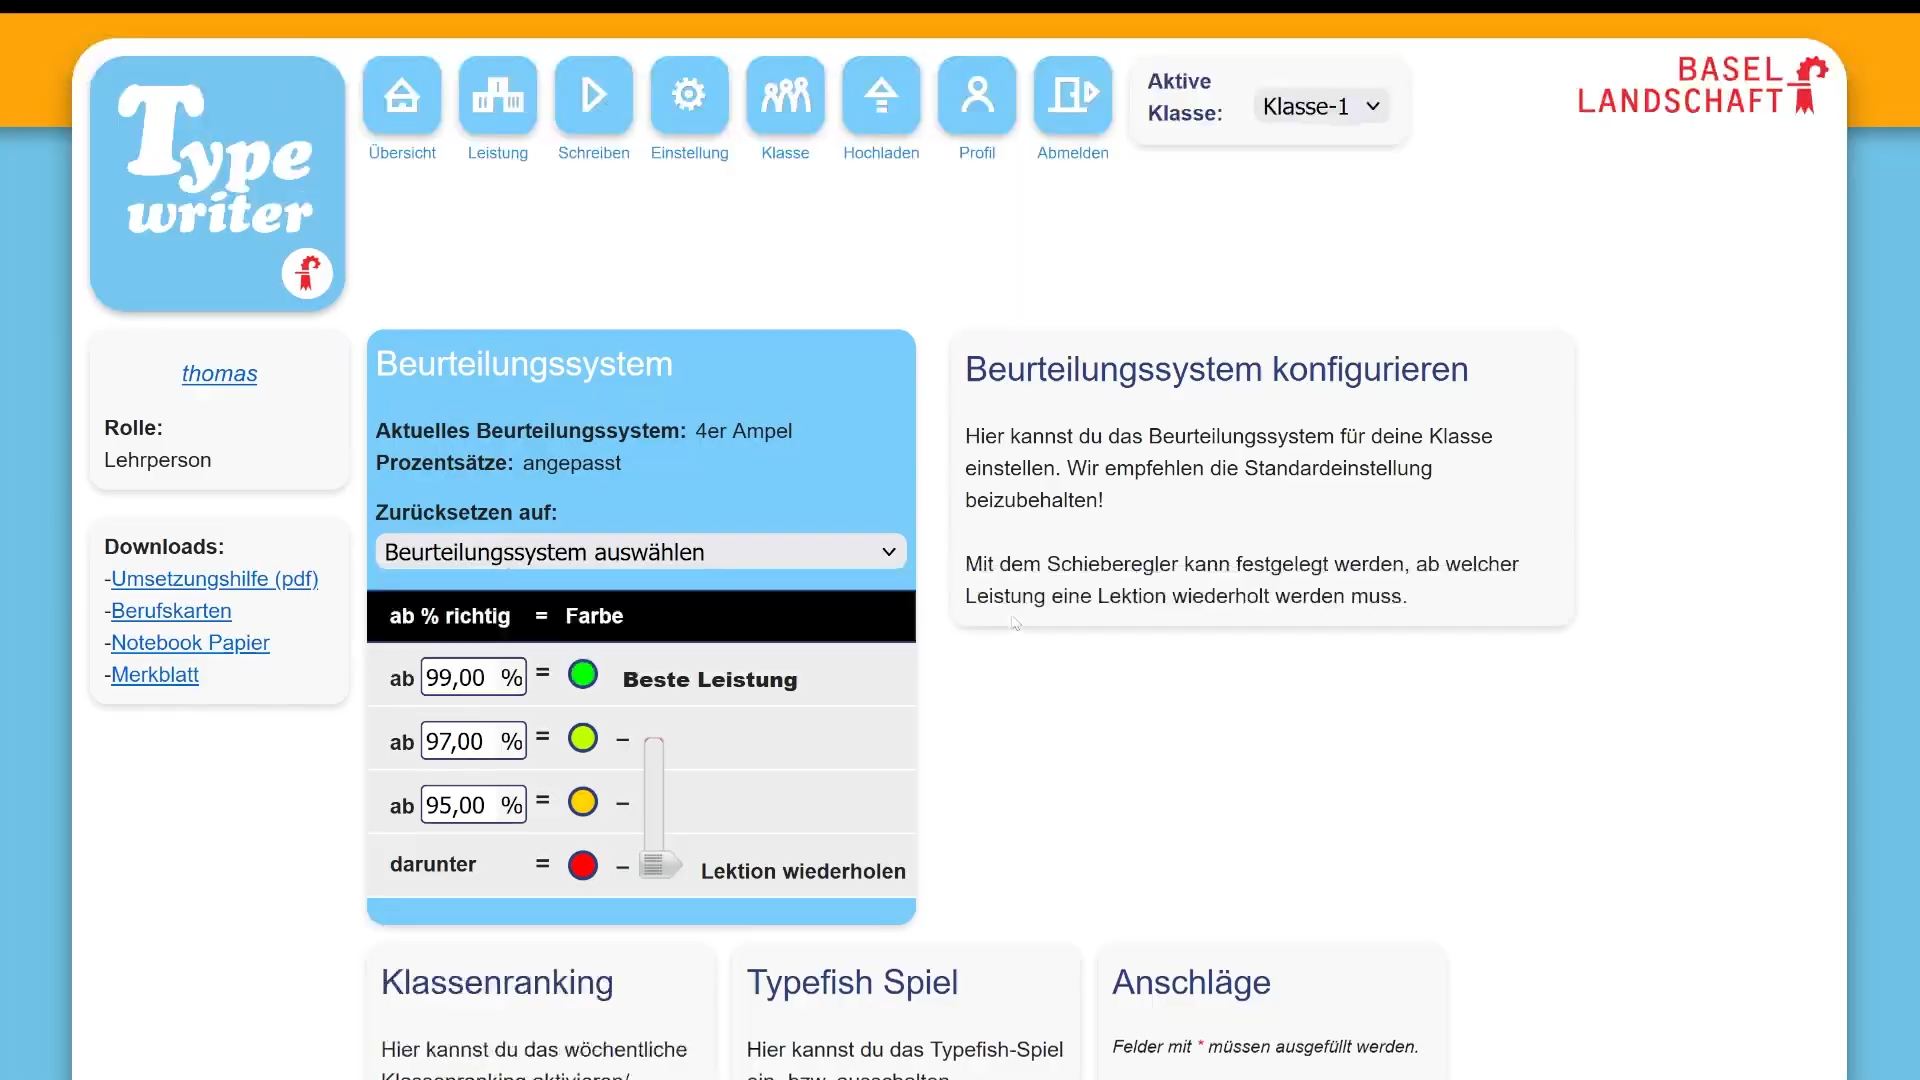 Type
writer
Übersicht
Leistung
Schreiben
Einstellung
Klasse
Hochladen
Profil
Abmelden
Aktive
Klasse:
Klasse-1
BASEL
LANDSCHAFT
thomas
Rolle:
Lehrperson
Downloads:
-Umsetzungshilfe (pdf)
-Berufskarten
-Notebook Papier
-Merkblatt
Beurteilungssystem
Aktuelles Beurteilungssystem: 4er Ampel
Prozentsätze: angepasst
Zurücksetzen auf:
Beurteilungssystem auswählen
ab % richtig = Farbe
ab 99,00 % = Beste Leistung
ab 97,00 % = –
ab 95,00 % = –
darunter = – Lektion wiederholen
Beurteilungssystem konfigurieren
Hier kannst du das Beurteilungssystem für deine Klasse
einstellen. Wir empfehlen die Standardeinstellung
beizubehalten!
Mit dem Schieberegler kann festgelegt werden, ab welcher
Leistung eine Lektion wiederholt werden muss.
Klassenranking
Hier kannst du das wöchentliche
Klassenranking aktivieren/
Typefish Spiel
Hier kannst du das Typefish-Spiel
ein- bzw. ausschalten.
Anschläge
Felder mit * müssen ausgefüllt werden.